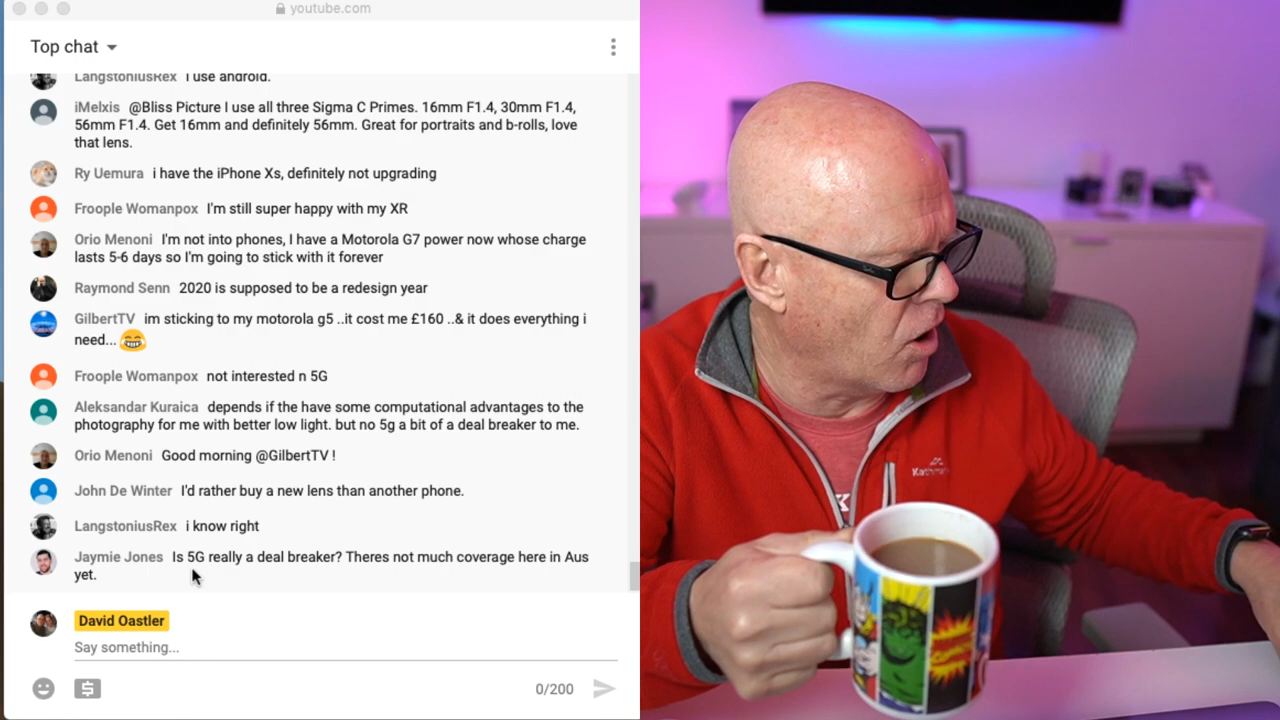 youtube.com
Top chat
LangstoniusRex i use android.
iMelxis @Bliss Picture I use all three Sigma C Primes. 16mm F1.4, 30mm F1.4,
56mm F1.4. Get 16mm and definitely 56mm. Great for portraits and b-rolls, love
that lens.
Ry Uemura i have the iPhone Xs, definitely not upgrading
Froople Womanpox I'm still super happy with my XR
Orio Menoni I'm not into phones, I have a Motorola G7 power now whose charge
lasts 5-6 days so I'm going to stick with it forever
Raymond Senn 2020 is supposed to be a redesign year
GilbertTV im sticking to my motorola g5 ..it cost me £160 ..& it does everything i
need...
Froople Womanpox not interested n 5G
Aleksandar Kuraica depends if the have some computational advantages to the
photography for me with better low light. but no 5g a bit of a deal breaker to me.
Orio Menoni Good morning @GilbertTV !
John De Winter I'd rather buy a new lens than another phone.
LangstoniusRex i know right
Jaymie Jones Is 5G really a deal breaker? Theres not much coverage here in Aus
yet.
David Oastler
Say something...
0/200